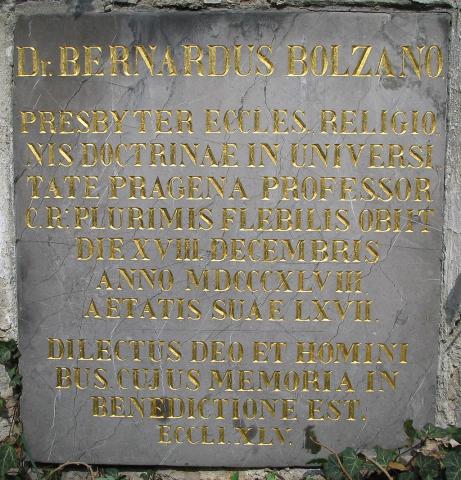 Dr. BERNARDUS BOLZANO,
PRESBYTER ECCLES. RELIGIO
NIS DOCTRINAE IN UNIVERSI
TATE PRAGENA PROFESSOR
C.R. PLURIMIS FLEBILIS OBIIT
DIE XVIII. DECEMBRIS
ANNO MDCCCXLVIII.
AETATIS SUAE LXVII.
DILECTUS DEO ET HOMINI
BUS, CUJUS MEMORIA IN
BENEDICTIONE EST.
ECCLI. XLV.